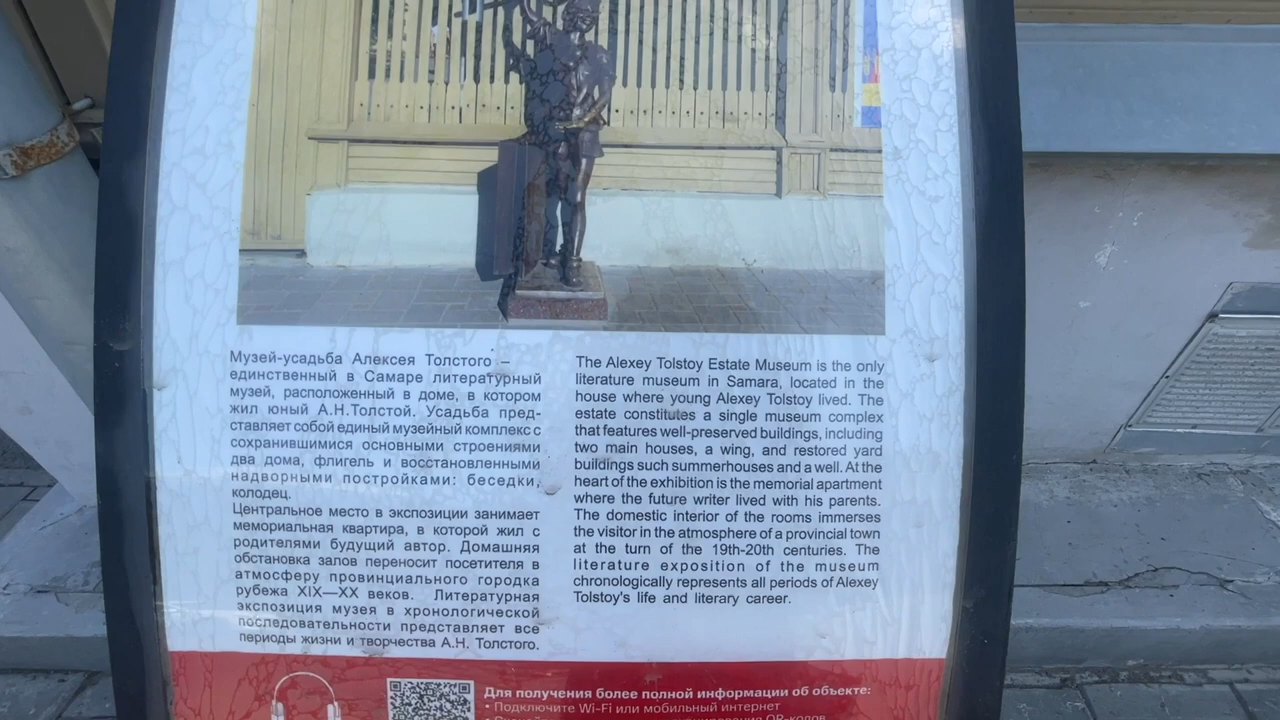 Музей-усадьба Алексея Толстого –
единственный в Самаре литературный
музей, расположенный в доме, в котором
жил юный А.Н.Толстой. Усадьба пред-
ставляет собой единый музейный комплекс с
сохранившимися основными строениями
два дома, флигель и восстановленными
надворными постройками: беседки,
колодец.
Центральное место в экспозиции занимает
мемориальная квартира, в которой жил с
родителями будущий автор. Домашняя
обстановка залов переносит посетителя в
атмосферу провинциального городка
рубежа XIX—XX веков. Литературная
экспозиция музея в хронологической
последовательности представляет все
периоды жизни и творчества А.Н. Толстого.
The Alexey Tolstoy Estate Museum is the only
literature museum in Samara, located in the
house where young Alexey Tolstoy lived. The
estate constitutes a single museum complex
that features well-preserved buildings, including
two main houses, a wing, and restored yard
buildings such summerhouses and a well. At the
heart of the exhibition is the memorial apartment
where the future writer lived with his parents.
The domestic interior of the rooms immerses
the visitor in the atmosphere of a provincial town
at the turn of the 19th-20th centuries. The
literature exposition of the museum
chronologically represents all periods of Alexey
Tolstoy's life and literary career.
Для получения более полной информации об объекте:
• Подключите Wi-Fi или мобильный интернет
QR-кодов